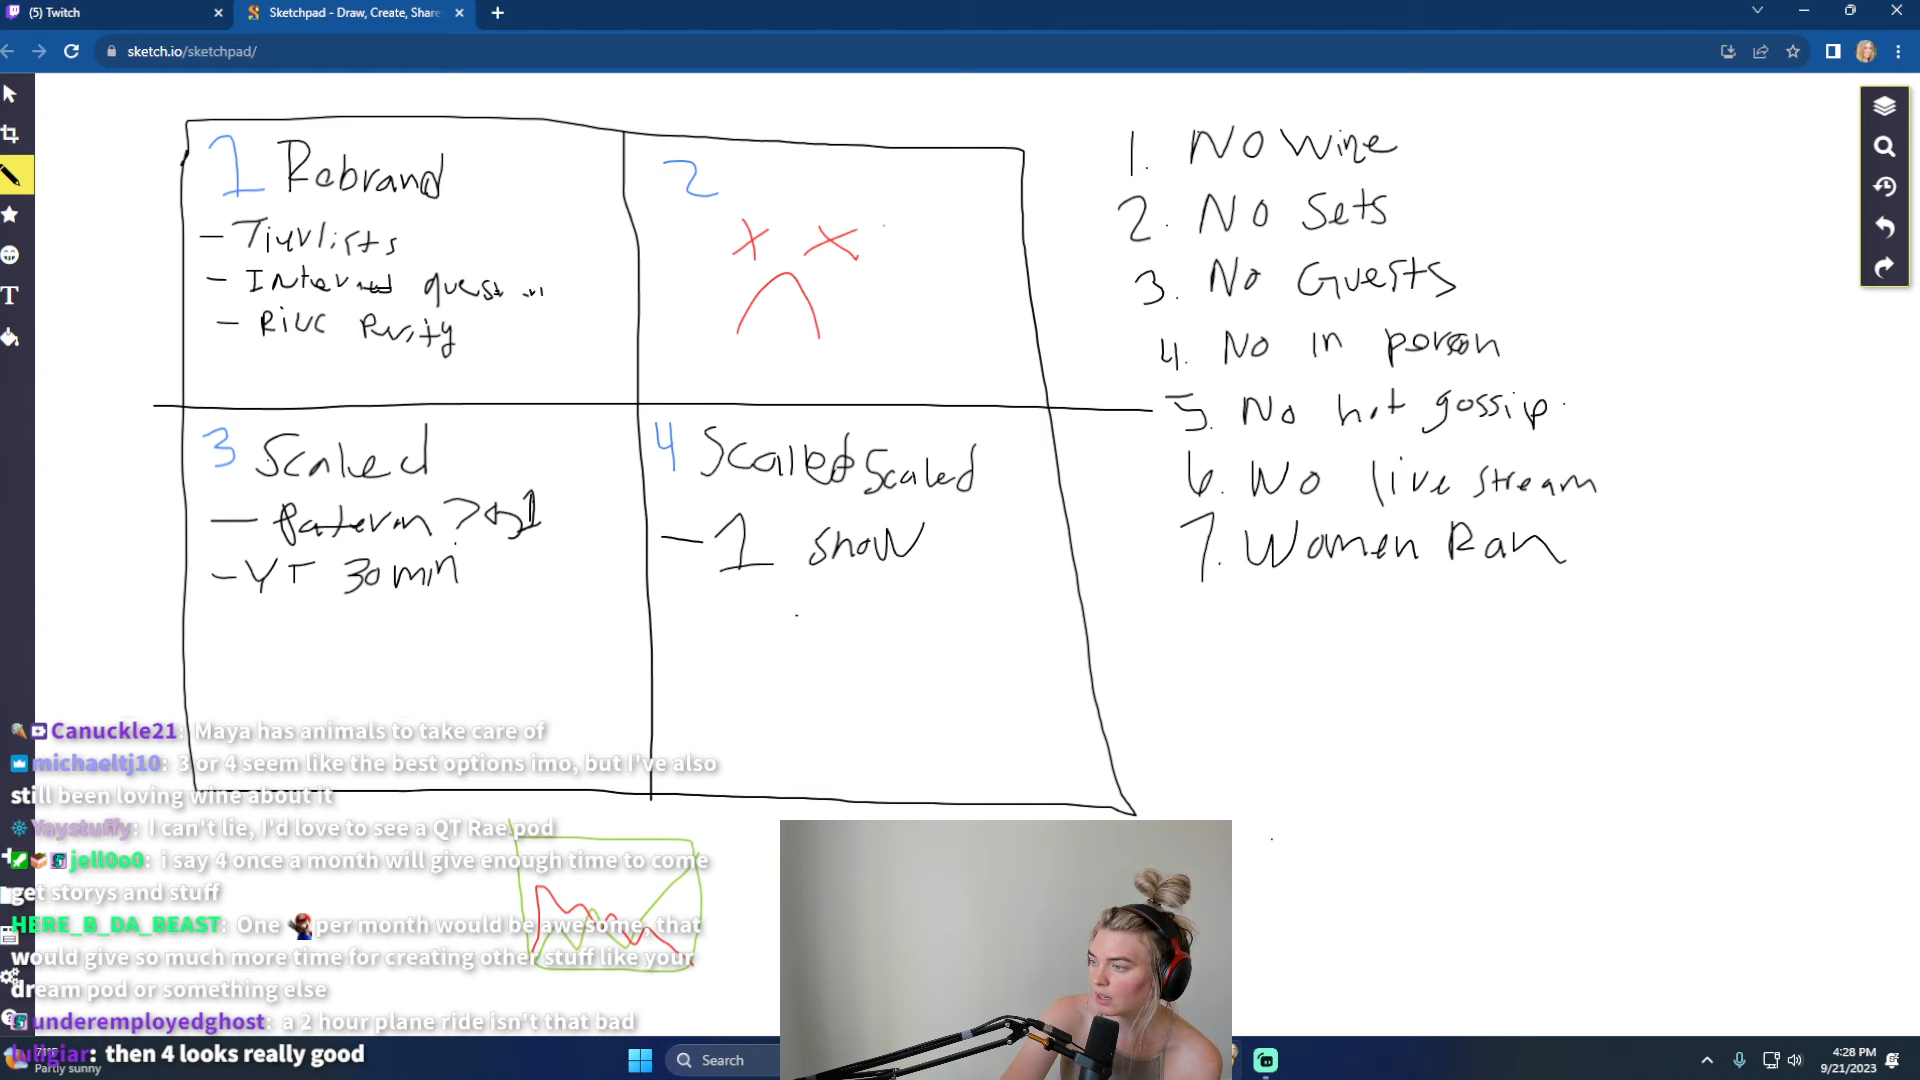 (5) Twitch
Sketchpad - Draw, Create, Share
sketch.io/sketchpad/
1 Rebrand
- Tierlists
- Internet guest
- Rice Purity
2
3 Scaled
- Patreon ? 1
- YT 30 min
4 Scaled Scaled
- 1 show
1. No Wine
2. No Sets
3. No Guests
4. No in person
5. No hot gossip
6. No live stream
7. Women Ran
T
Canuckle21: Maya has animals to take care of
michaeltj10: 3 or 4 seem like the best options imo, but I've also
still been loving wine about it
Yaystuffy: I can't lie, I'd love to see a QT Rae pod
jell0o0: i say 4 once a month will give enough time to come
get storys and stuff
HERE_B_DA_BEAST: One per month would be awesome, that
would give so much more time for creating other stuff like your
dream pod or something else
underemployedghost: a 2 hour plane ride isn't that bad
luligiar: then 4 looks really good
71°F
Partly sunny
Search
4:28 PM
9/21/2023